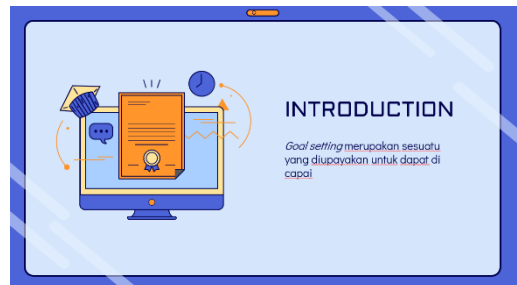 INTRODUCTION
Goal setting merupakan sesuatu
yang diupayakan untuk dapat di
capai